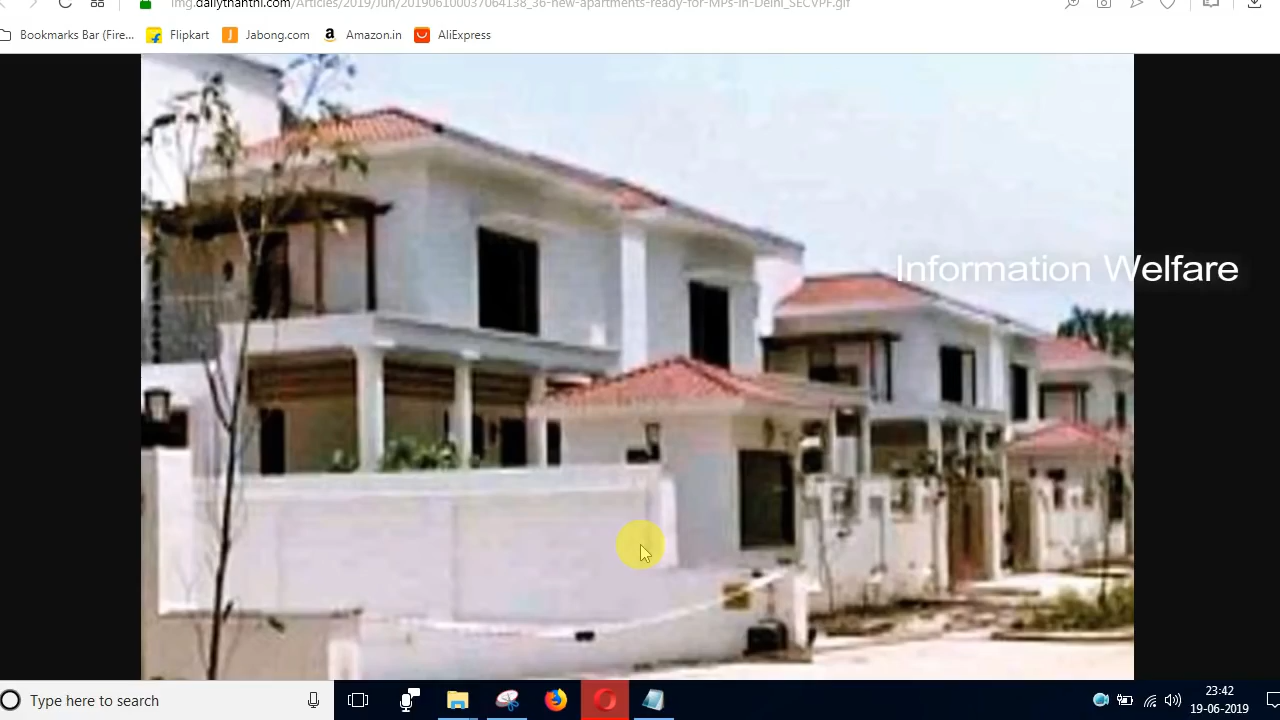 img.dailythanthi.com/Articles/2019/Jun/201906100037064138_36-new-apartments-ready-for-MPs-in-Delhi_SECVPF.gif
Bookmarks Bar (Fire... Flipkart Jabong.com Amazon.in AliExpress
Information Welfare
Type here to search
23:42
19-06-2019